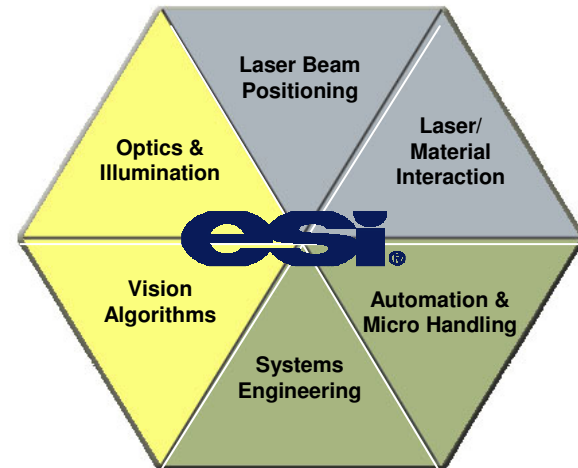 Laser Beam
Positioning
Laser/
Material
Interaction
Optics &
Illumination
esi®
Vision
Algorithms
Automation &
Micro Handling
Systems
Engineering